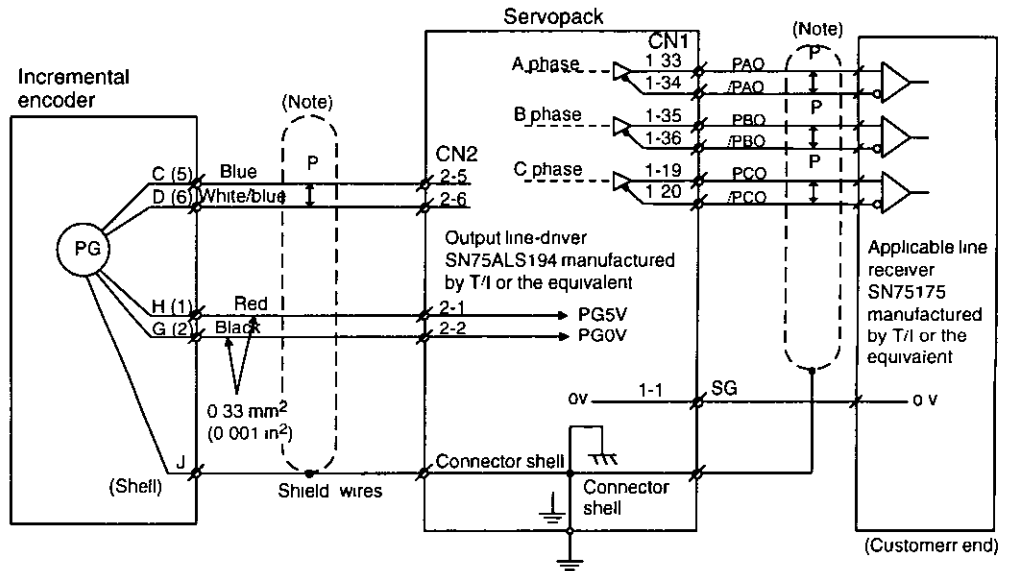 Servopack
(Note)
CN1
Incremental
encoder
(Note)
P
CN2
C (5) Blue 2-5
D (6) White/blue 2-6
PG
H (1) Red 2-1 PG5V
G (2) Black 2-2 PG0V
0 33 mm2
(0 001 in2)
J
(Shell)
Shield wires
Connector shell
Connector
shell
A phase 1 33 PAO P
1-34 /PAO
B phase 1-35 PBO P
1-36 /PBO
C phase 1-19 PCO P
1 20 /PCO
Output line-driver
SN75ALS194 manufactured
by T/I or the equivalent
0V 1-1 SG 0 V
Applicable line
receiver
SN75175
manufactured
by T/I or the
equivaient
(Customerr end)